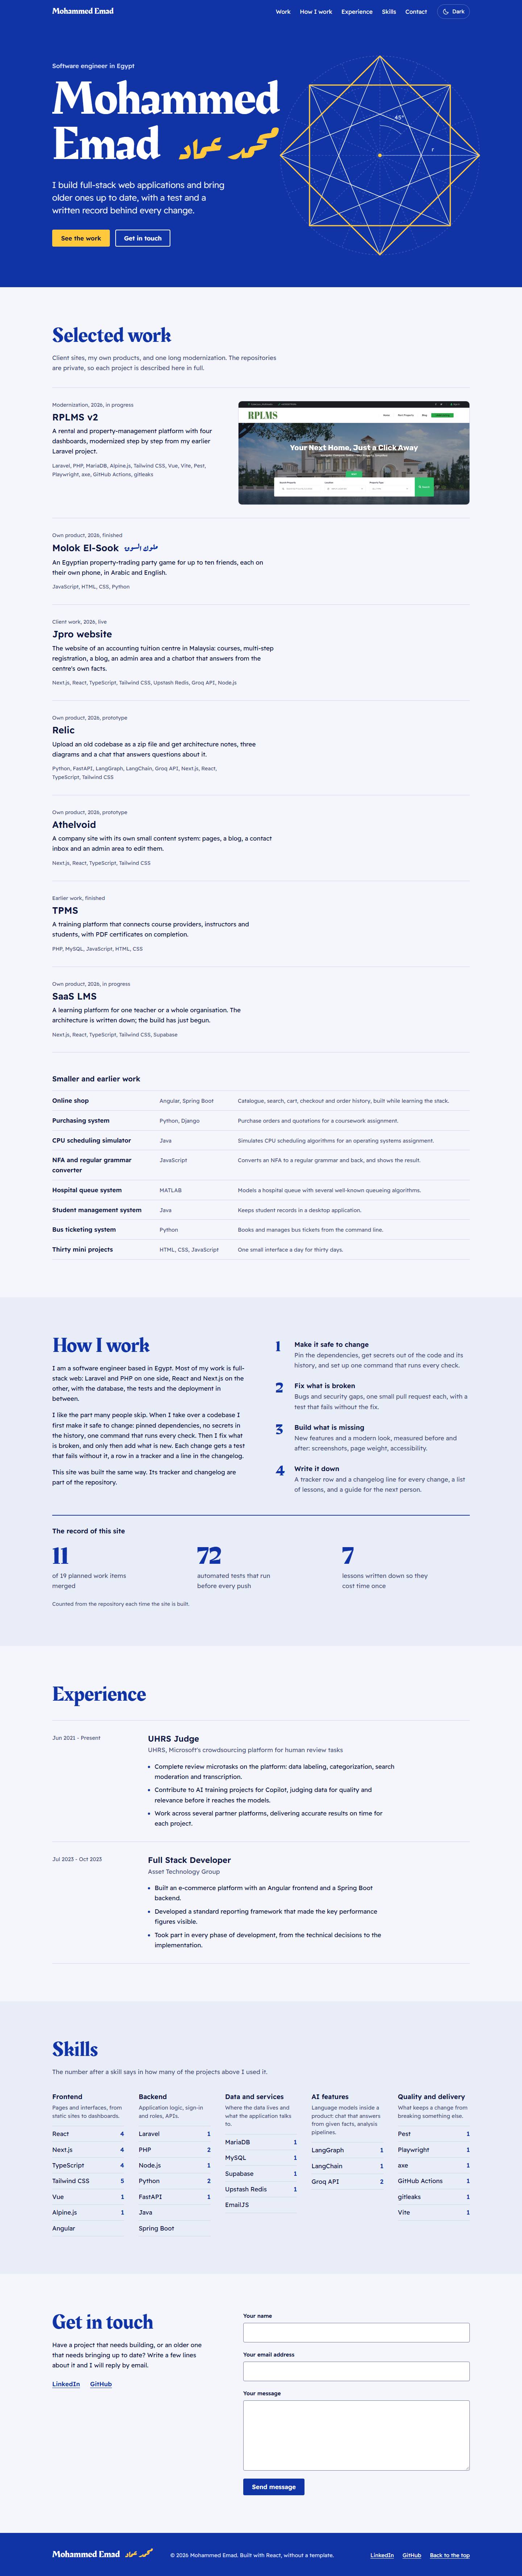 Mohammed Emad
Work How I work Experience Skills Contact Dark
Software engineer in Egypt
Mohammed
Emad محمد عماد
45°
r
I build full-stack web applications and bring
older ones up to date, with a test and a
written record behind every change.
See the work Get in touch
Selected work
Client sites, my own products, and one long modernization. The repositories
are private, so each project is described here in full.
Modernization, 2026, in progress
RPLMS v2
A rental and property-management platform with four
dashboards, modernized step by step from my earlier
Laravel project.
Laravel, PHP, MariaDB, Alpine.js, Tailwind CSS, Vue, Vite, Pest,
Playwright, axe, GitHub Actions, gitleaks
RPLMS
Your Next Home, Just a Click Away
Own product, 2026, finished
Molok El-Sook ملوك السوق
An Egyptian property-trading party game for up to ten friends, each on
their own phone, in Arabic and English.
JavaScript, HTML, CSS, Python
Client work, 2026, live
Jpro website
The website of an accounting tuition centre in Malaysia: courses, multi-step
registration, a blog, an admin area and a chatbot that answers from the
centre's own facts.
Next.js, React, TypeScript, Tailwind CSS, Upstash Redis, Groq API, Node.js
Own product, 2026, prototype
Relic
Upload an old codebase as a zip file and get architecture notes, three
diagrams and a chat that answers questions about it.
Python, FastAPI, LangGraph, LangChain, Groq API, Next.js, React,
TypeScript, Tailwind CSS
Own product, 2026, prototype
Athelvoid
A company site with its own small content system: pages, a blog, a contact
inbox and an admin area to edit them.
Next.js, React, TypeScript, Tailwind CSS
Earlier work, finished
TPMS
A training platform that connects course providers, instructors and
students, with PDF certificates on completion.
PHP, MySQL, JavaScript, HTML, CSS
Own product, 2026, in progress
SaaS LMS
A learning platform for one teacher or a whole organisation. The
architecture is written down; the build has just begun.
Next.js, React, TypeScript, Tailwind CSS, Supabase
Smaller and earlier work
Online shop Angular, Spring Boot Catalogue, search, cart, checkout and order history, built while learning the stack.
Purchasing system Python, Django Purchase orders and quotations for a coursework assignment.
CPU scheduling simulator Java Simulates CPU scheduling algorithms for an operating systems assignment.
NFA and regular grammar JavaScript Converts an NFA to a regular grammar and back, and shows the result.
converter
Hospital queue system MATLAB Models a hospital queue with several well-known queueing algorithms.
Student management system Java Keeps student records in a desktop application.
Bus ticketing system Python Books and manages bus tickets from the command line.
Thirty mini projects HTML, CSS, JavaScript One small interface a day for thirty days.
How I work
I am a software engineer based in Egypt. Most of my work is full-
stack web: Laravel and PHP on one side, React and Next.js on the
other, with the database, the tests and the deployment in
between.
I like the part many people skip. When I take over a codebase I
first make it safe to change: pinned dependencies, no secrets in
the history, one command that runs every check. Then I fix what
is broken, and only then add what is new. Each change gets a test
that fails without it, a row in a tracker and a line in the changelog.
This site was built the same way. Its tracker and changelog are
part of the repository.
1 Make it safe to change
Pin the dependencies, get secrets out of the code and its
history, and set up one command that runs every check.
2 Fix what is broken
Bugs and security gaps, one small pull request each, with a
test that fails without the fix.
3 Build what is missing
New features and a modern look, measured before and
after: screenshots, page weight, accessibility.
4 Write it down
A tracker row and a changelog line for every change, a list
of lessons, and a guide for the next person.
The record of this site
11 72 7
of 19 planned work items automated tests that run lessons written down so they
merged before every push cost time once
Counted from the repository each time the site is built.
Experience
Jun 2021 - Present
UHRS Judge
UHRS, Microsoft's crowdsourcing platform for human review tasks
• Complete review microtasks on the platform: data labeling, categorization, search
moderation and transcription.
• Contribute to AI training projects for Copilot, judging data for quality and
relevance before it reaches the models.
• Work across several partner platforms, delivering accurate results on time for
each project.
Jul 2023 - Oct 2023
Full Stack Developer
Asset Technology Group
• Built an e-commerce platform with an Angular frontend and a Spring Boot
backend.
• Developed a standard reporting framework that made the key performance
figures visible.
• Took part in every phase of development, from the technical decisions to the
implementation.
Skills
The number after a skill says in how many of the projects above I used it.
Frontend
Pages and interfaces, from
static sites to dashboards.
React 4
Next.js 4
TypeScript 4
Tailwind CSS 5
Vue 1
Alpine.js 1
Angular
Backend
Application logic, sign-in
and roles, APIs.
Laravel 1
PHP 2
Node.js 1
Python 2
FastAPI 1
Java
Spring Boot
Data and services
Where the data lives and
what the application talks
to.
MariaDB 1
MySQL 1
Supabase 1
Upstash Redis 1
EmailJS
AI features
Language models inside a
product: chat that answers
from given facts, analysis
pipelines.
LangGraph 1
LangChain 1
Groq API 2
Quality and delivery
What keeps a change from
breaking something else.
Pest 1
Playwright 1
axe 1
GitHub Actions 1
gitleaks 1
Vite 1
Get in touch
Have a project that needs building, or an older one
that needs bringing up to date? Write a few lines
about it and I will reply by email.
LinkedIn GitHub
Your name
Your email address
Your message
Send message
Mohammed Emad محمد عماد © 2026 Mohammed Emad. Built with React, without a template. LinkedIn GitHub Back to the top